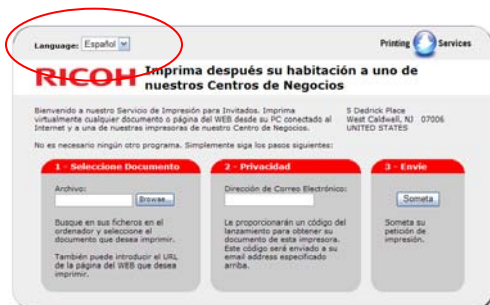 Language: Español
Printing Services
RICOH
Imprima después su habitación a uno de
nuestros Centros de Negocios
Bienvenido a nuestro Servicio de Impresión para Invitados. Imprima
virtualmente cualquier documento o página del WEB desde su PC conectado al
Internet y a una de nuestras impresoras de nuestro Centro de Negocios.
5 Dedrick Place
West Caldwell, NJ 07006
UNITED STATES
No es necesario ningún otro programa. Simplemente siga los pasos siguientes:
1 - Seleccione Documento
Archivo:
Browse...
Busque en sus ficheros en el
ordenador y seleccione el
documento que desea imprimir.
También puede introducir el URL
de la página del WEB que desea
imprimir.
2 - Privacidad
Dirección de Correo Electrónico:
Le proporcionarán un código del
lanzamiento para obtener su
documento de esta impresora.
Este código será enviado a su
email address especificado
arriba.
3 - Envíe
Someta
Someta su
petición de
impresión.